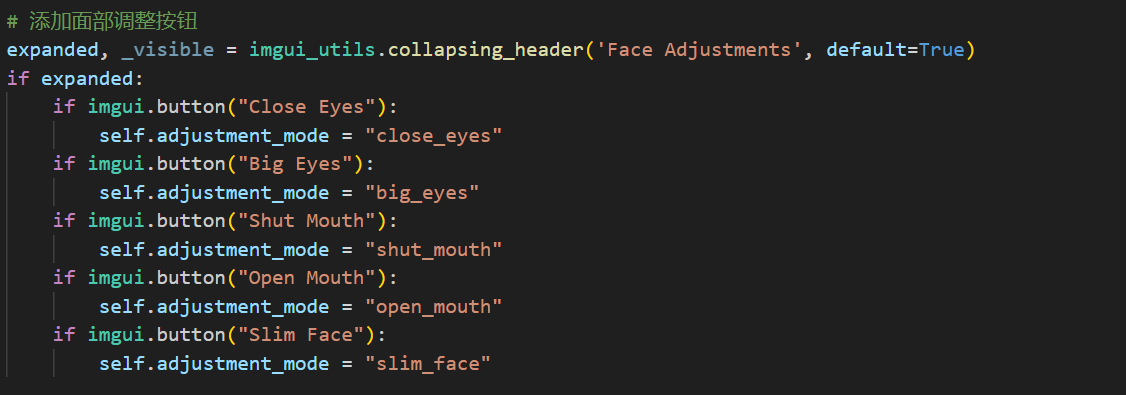 # 添加面部调整按钮
expanded, _visible = imgui_utils.collapsing_header('Face Adjustments', default=True)
if expanded:
    if imgui.button("Close Eyes"):
        self.adjustment_mode = "close_eyes"
    if imgui.button("Big Eyes"):
        self.adjustment_mode = "big_eyes"
    if imgui.button("Shut Mouth"):
        self.adjustment_mode = "shut_mouth"
    if imgui.button("Open Mouth"):
        self.adjustment_mode = "open_mouth"
    if imgui.button("Slim Face"):
        self.adjustment_mode = "slim_face"